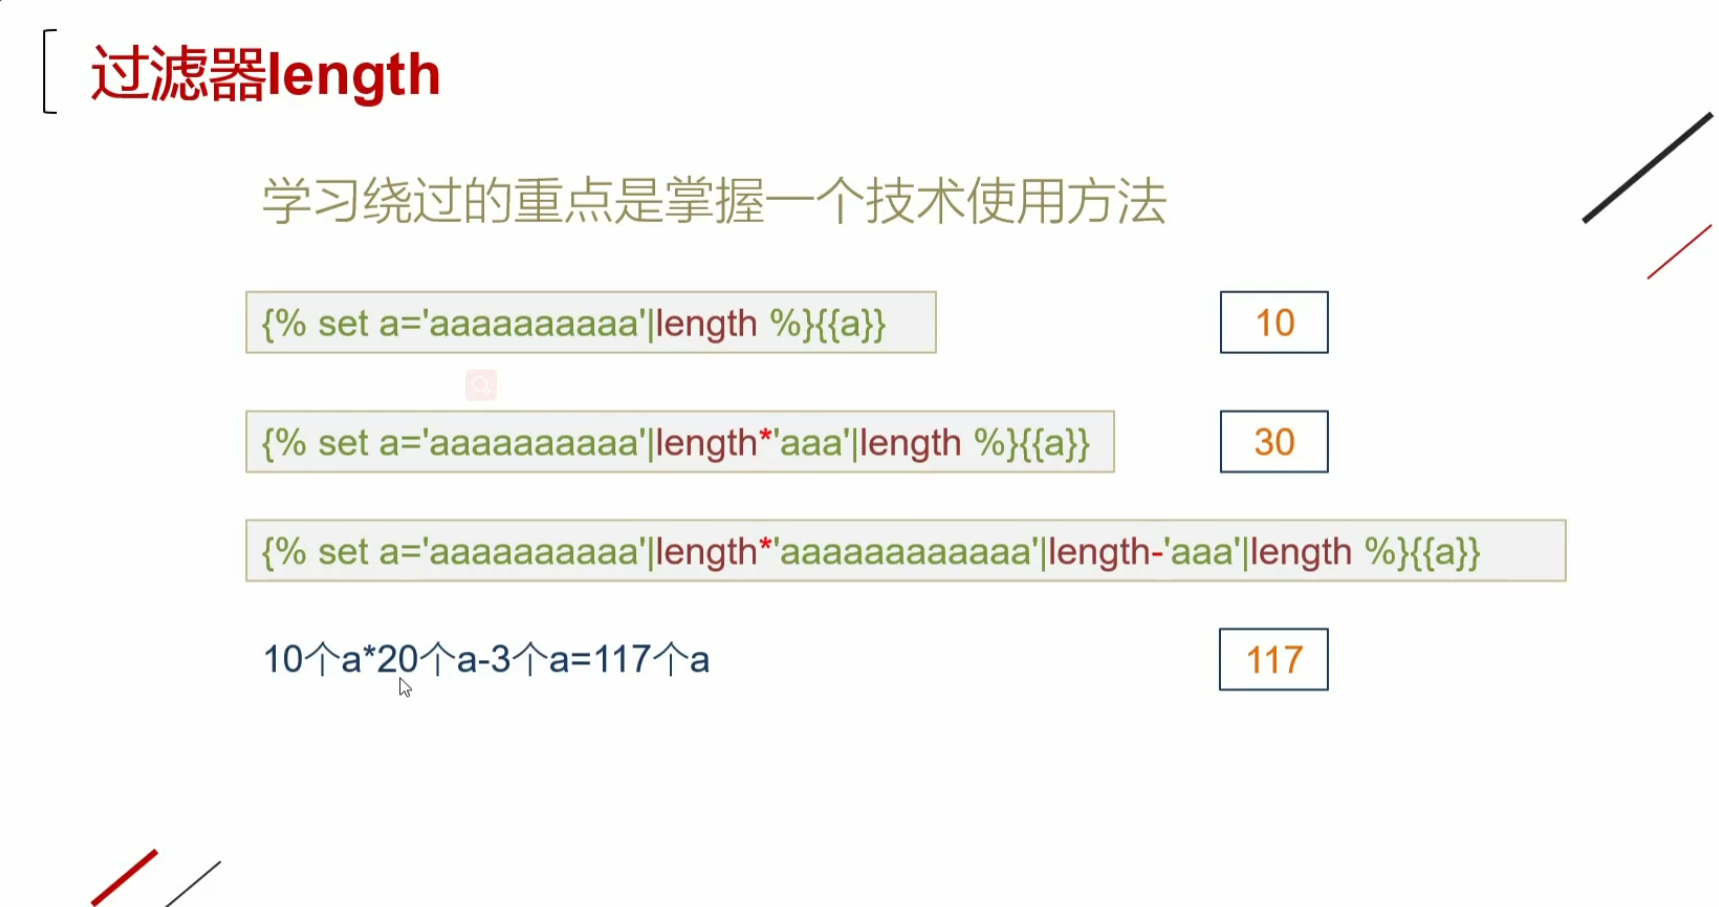 过滤器length
学习绕过的重点是掌握一个技术使用方法
{% set a='aaaaaaaaaa'|length %}{{a}}
10
{% set a='aaaaaaaaaa'|length*'aaa'|length %}{{a}}
30
{% set a='aaaaaaaaaa'|length*'aaaaaaaaaaaa'|length-'aaa'|length %}{{a}}
10个a*20个a-3个a=117个a
117